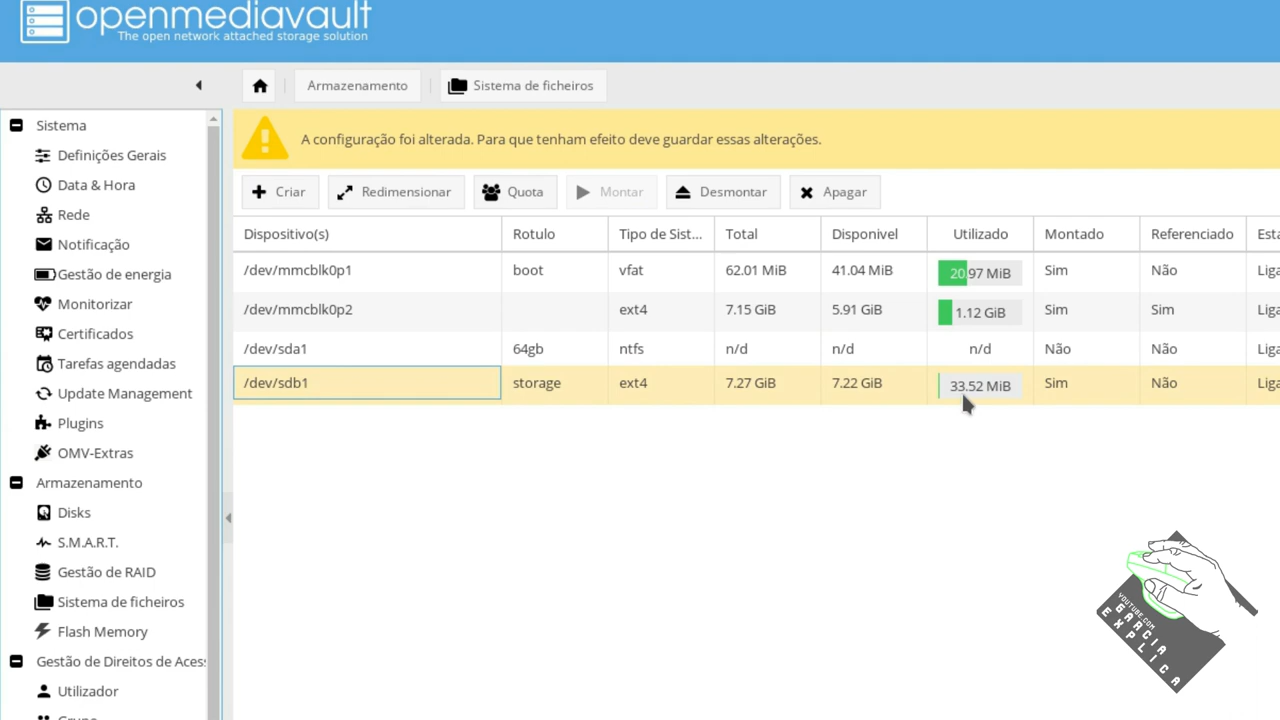 openmediavault
The open network attached storage solution
Armazenamento
Sistema de ficheiros
A configuração foi alterada. Para que tenham efeito deve guardar essas alterações.
Criar Redimensionar Quota Montar Desmontar Apagar
Dispositivo(s) Rotulo Tipo de Sist... Total Disponivel Utilizado Montado Referenciado Esta
/dev/mmcblk0p1 boot vfat 62.01 MiB 41.04 MiB 20.97 MiB Sim Não Liga
/dev/mmcblk0p2 ext4 7.15 GiB 5.91 GiB 1.12 GiB Sim Sim Liga
/dev/sda1 64gb ntfs n/d n/d n/d Não Não Liga
/dev/sdb1 storage ext4 7.27 GiB 7.22 GiB 33.52 MiB Sim Não Liga
Sistema
Definições Gerais
Data & Hora
Rede
Notificação
Gestão de energia
Monitorizar
Certificados
Tarefas agendadas
Update Management
Plugins
OMV-Extras
Armazenamento
Disks
S.M.A.R.T.
Gestão de RAID
Sistema de ficheiros
Flash Memory
Gestão de Direitos de Aces
Utilizador
YOUTUBE.COM
GARCIA
EXPLICA